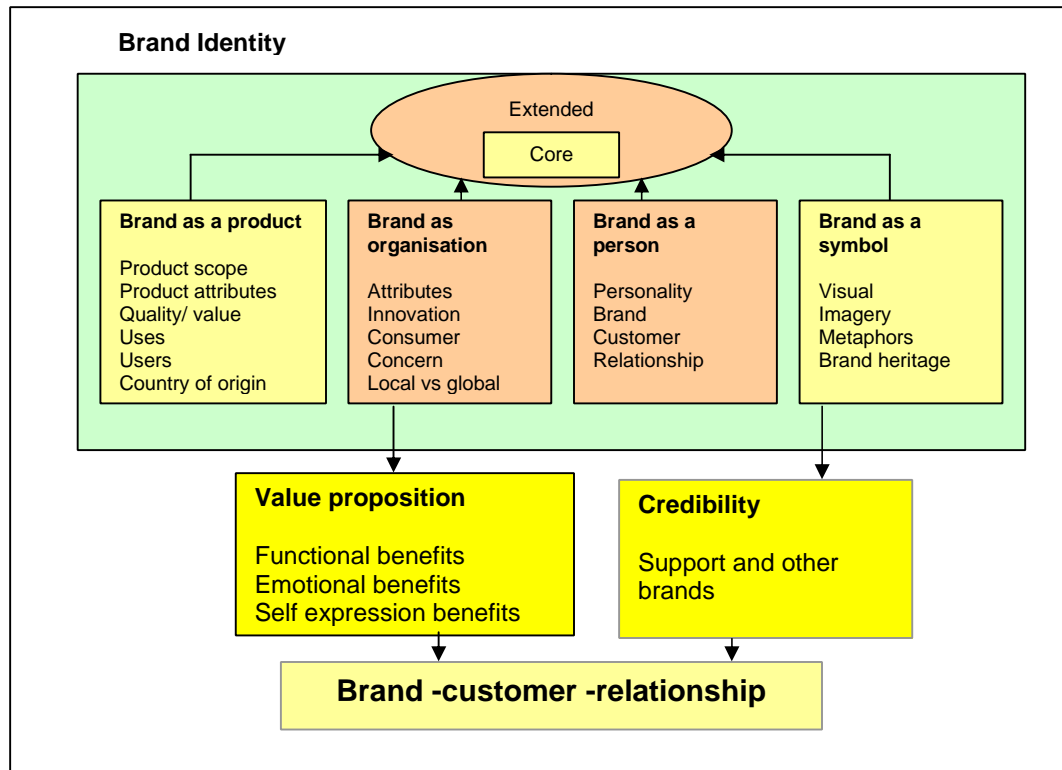 Brand Identity
Extended
Core
Brand as a product
Product scope
Product attributes
Quality/ value
Uses
Users
Country of origin
Brand as
organisation
Attributes
Innovation
Consumer
Concern
Local vs global
Brand as a
person
Personality
Brand
Customer
Relationship
Brand as a
symbol
Visual
Imagery
Metaphors
Brand heritage
Value proposition
Functional benefits
Emotional benefits
Self expression benefits
Credibility
Support and other
brands
Brand -customer -relationship